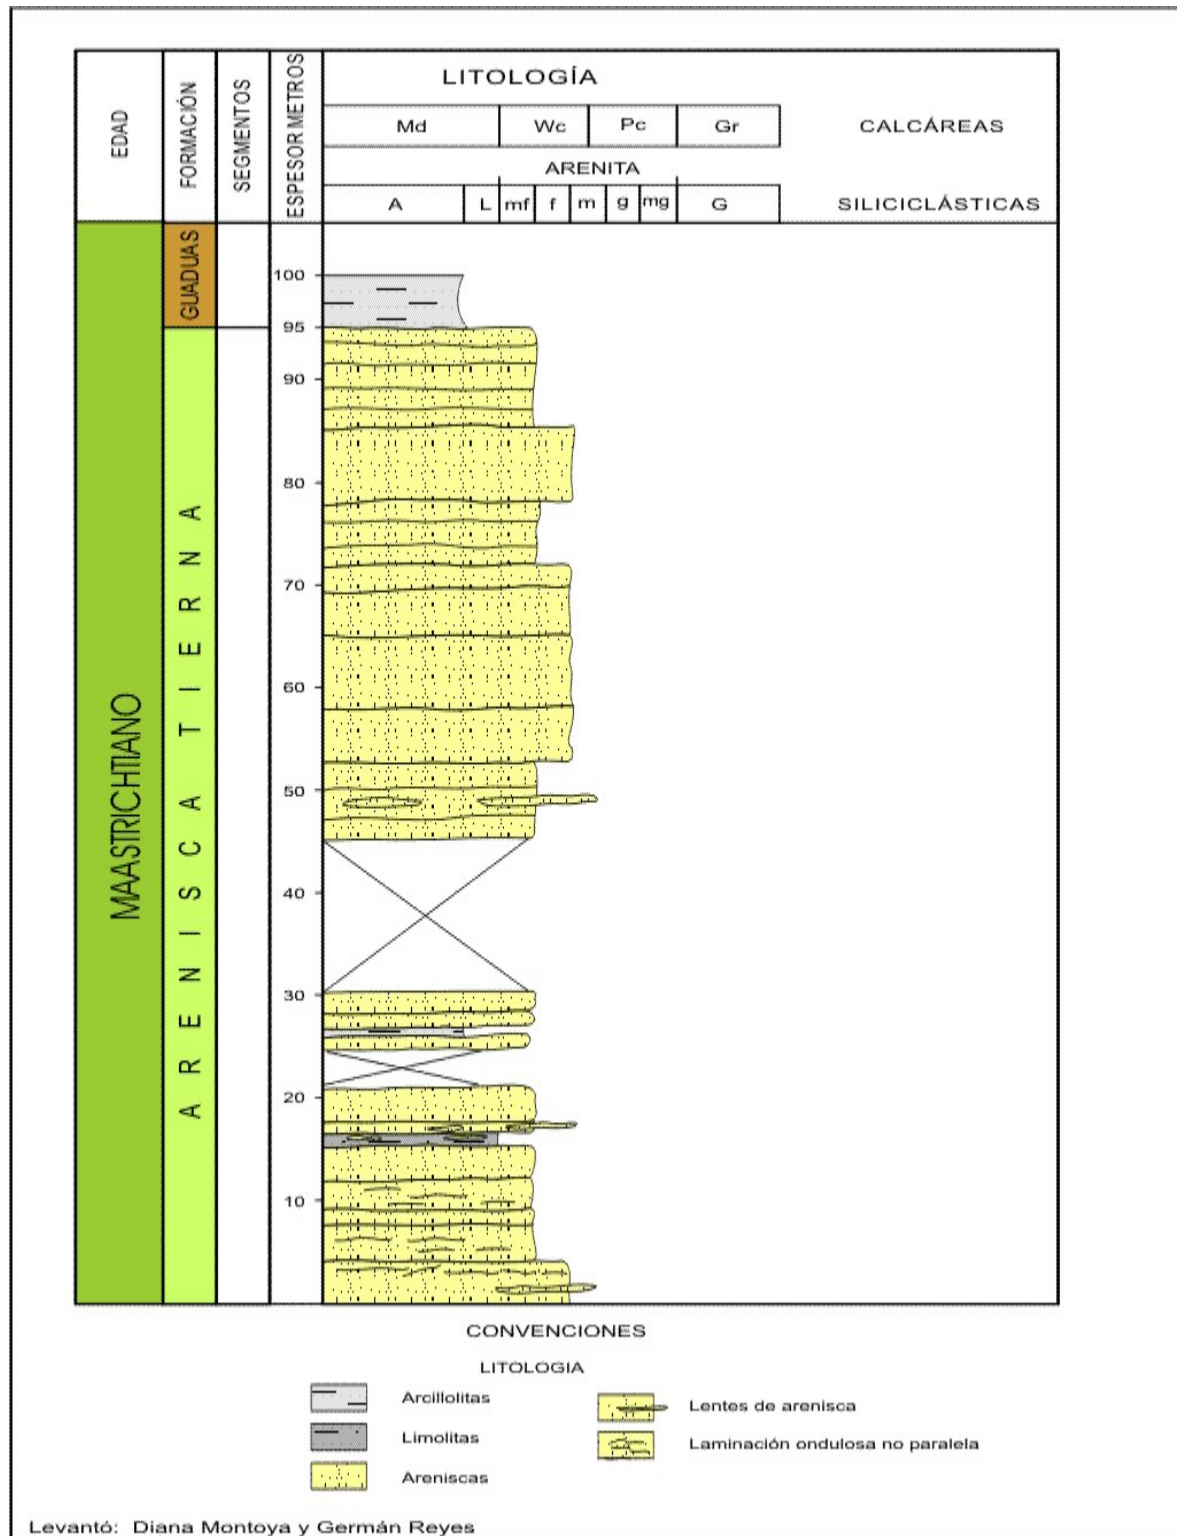 LITOLOGÍA
EDAD
FORMACIÓN
SEGMENTOS
ESPESOR METROS
Md Wc Pc Gr CALCÁREAS
ARENITA
A L mf f m g mg G SILICICLÁSTICAS
MAASTRICHTIANO
GUADUAS
ARENISCA TIERNA
100
95
90
80
70
60
50
40
30
20
10
CONVENCIONES
LITOLOGIA
Arcillolitas
Limolitas
Areniscas
Lentes de arenisca
Laminación ondulosa no paralela
Levantó: Diana Montoya y Germán Reyes